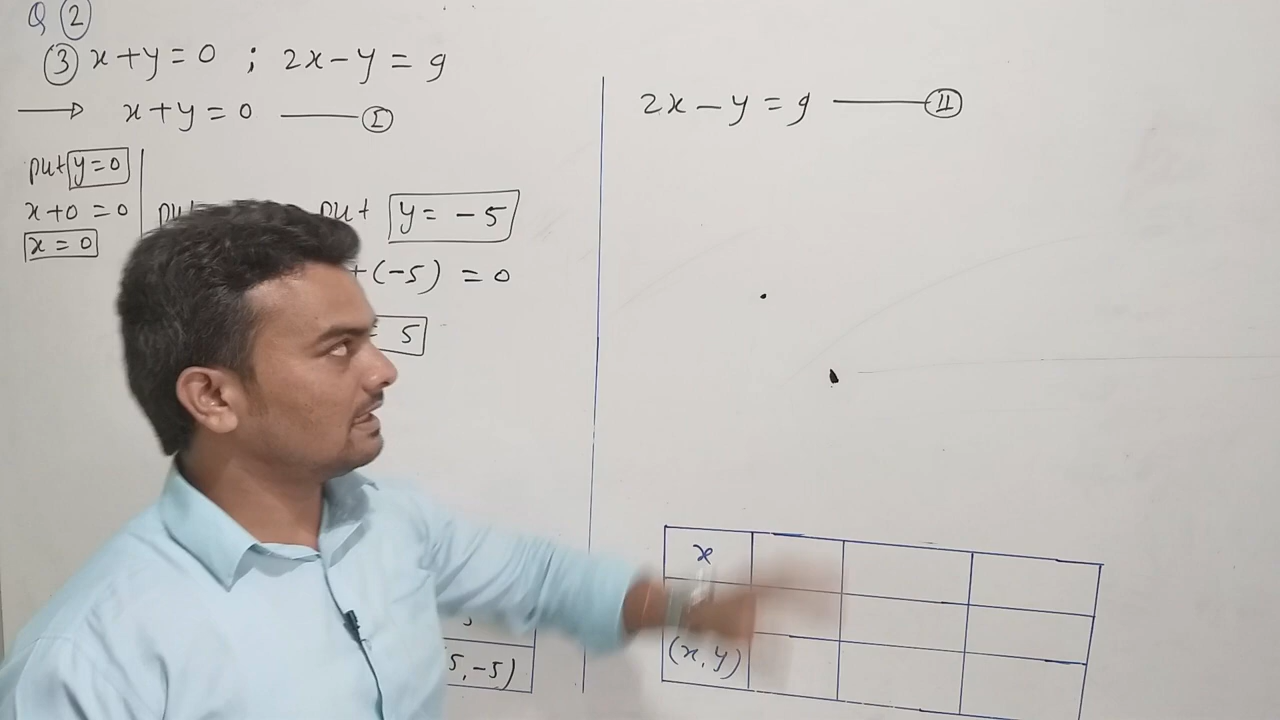 Q ②
③ x+y=0 ; 2x-y=9
→ x+y=0 —— Ⅰ
put y=0
x+0=0
x=0
put
put y=-5
+(-5)=0
= 5
5,-5)
2x-y=9 —— Ⅱ
x
(x,y)